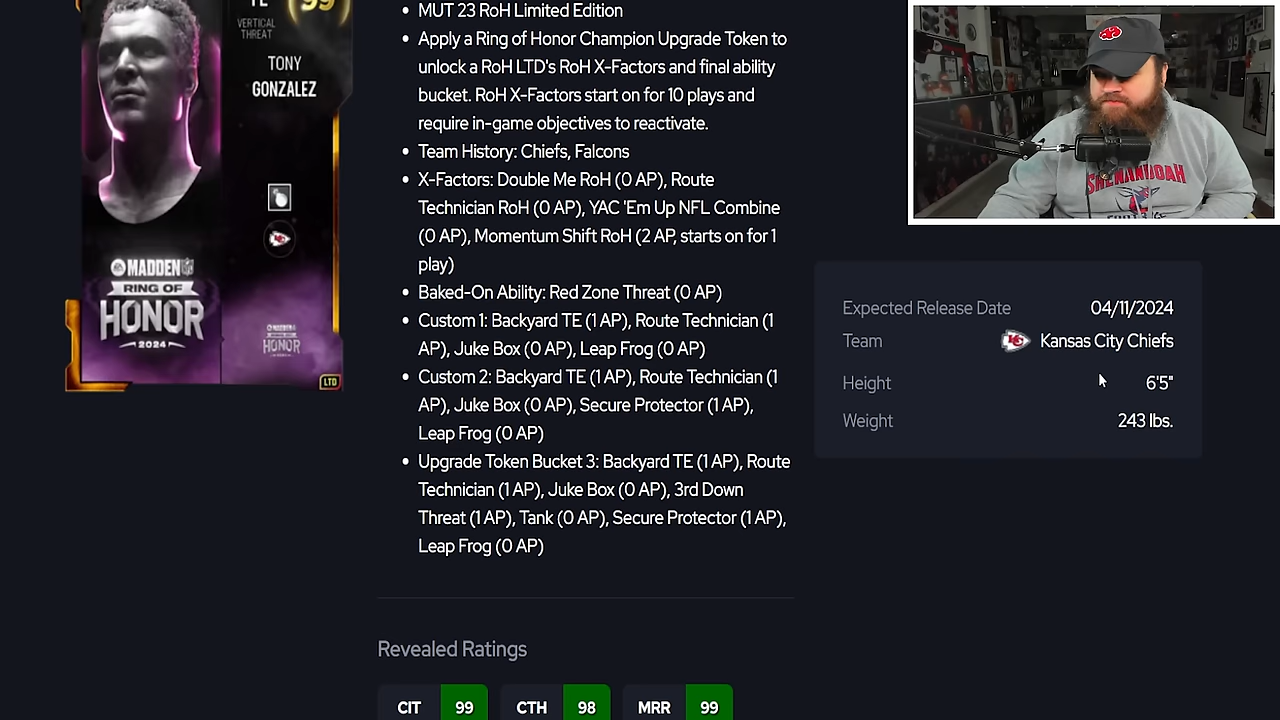 TE
99
VERTICAL
THREAT
TONY
GONZALEZ
MADDEN NFL
RING OF
HONOR
2024
HONOR
LTD
• MUT 23 RoH Limited Edition
• Apply a Ring of Honor Champion Upgrade Token to
unlock a RoH LTD's RoH X-Factors and final ability
bucket. RoH X-Factors start on for 10 plays and
require in-game objectives to reactivate.
• Team History: Chiefs, Falcons
• X-Factors: Double Me RoH (0 AP), Route
Technician RoH (0 AP), YAC 'Em Up NFL Combine
(0 AP), Momentum Shift RoH (2 AP, starts on for 1
play)
• Baked-On Ability: Red Zone Threat (0 AP)
• Custom 1: Backyard TE (1 AP), Route Technician (1
AP), Juke Box (0 AP), Leap Frog (0 AP)
• Custom 2: Backyard TE (1 AP), Route Technician (1
AP), Juke Box (0 AP), Secure Protector (1 AP),
Leap Frog (0 AP)
• Upgrade Token Bucket 3: Backyard TE (1 AP), Route
Technician (1 AP), Juke Box (0 AP), 3rd Down
Threat (1 AP), Tank (0 AP), Secure Protector (1 AP),
Leap Frog (0 AP)
Revealed Ratings
CIT 99 CTH 98 MRR 99
SHENANDOAH
Expected Release Date 04/11/2024
Team Kansas City Chiefs
Height 6'5"
Weight 243 lbs.